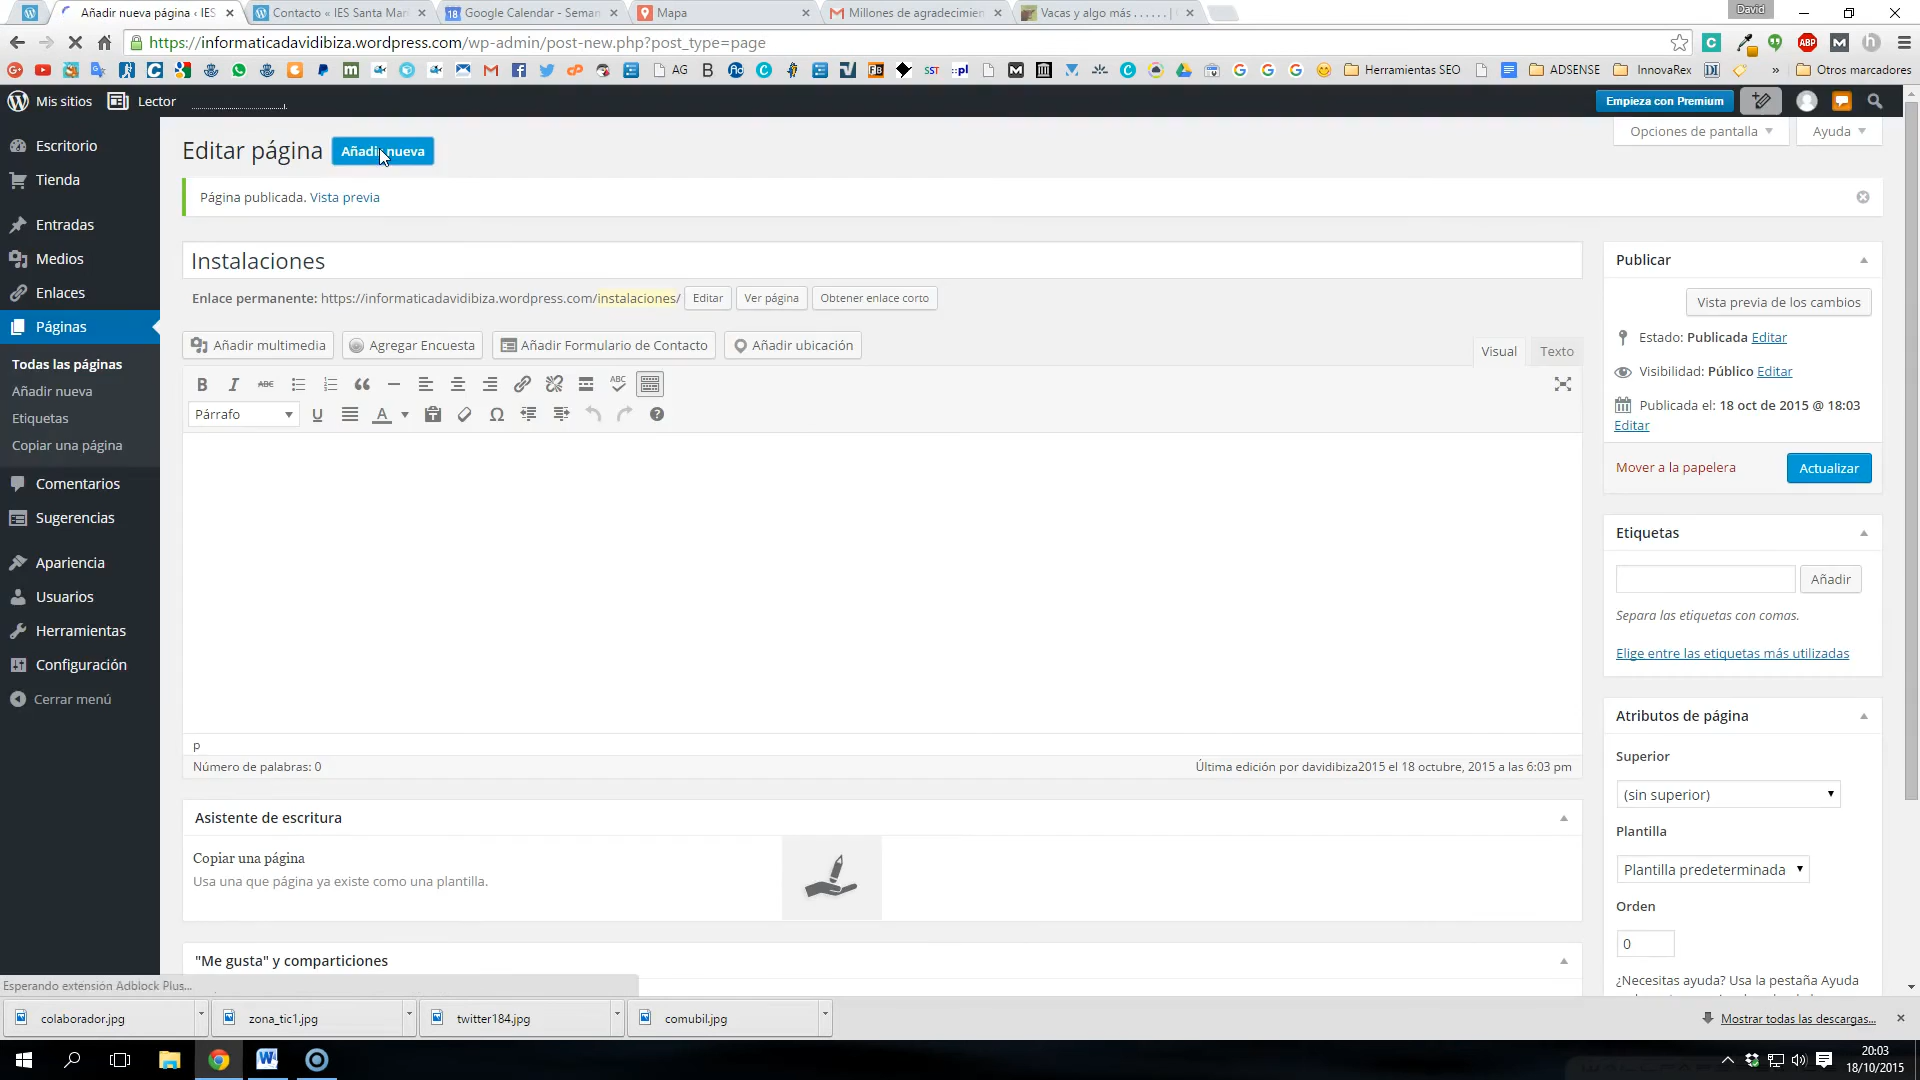 Añadir nueva página ‹ IES
Contacto « IES Santa Mari
Google Calendar - Seman
Mapa
Millones de agradecimien
Vacas y algo más . . . . . . |
David
https://informaticadavidibiza.wordpress.com/wp-admin/post-new.php?post_type=page
AG
Herramientas SEO
ADSENSE
InnovaRex
Otros marcadores
Mis sitios
Lector
Empieza con Premium
Escritorio
Tienda
Entradas
Medios
Enlaces
Páginas
Todas las páginas
Añadir nueva
Etiquetas
Copiar una página
Comentarios
Sugerencias
Apariencia
Usuarios
Herramientas
Configuración
Cerrar menú
Opciones de pantalla
Ayuda
Editar página
Añadir nueva
Página publicada. Vista previa
Instalaciones
Enlace permanente: https://informaticadavidibiza.wordpress.com/instalaciones/
Editar
Ver página
Obtener enlace corto
Añadir multimedia
Agregar Encuesta
Añadir Formulario de Contacto
Añadir ubicación
Visual
Texto
Párrafo
p
Número de palabras: 0
Última edición por davidibiza2015 el 18 octubre, 2015 a las 6:03 pm
Asistente de escritura
Copiar una página
Usa una que página ya existe como una plantilla.
"Me gusta" y comparticiones
Publicar
Vista previa de los cambios
Estado: Publicada Editar
Visibilidad: Público Editar
Publicada el: 18 oct de 2015 @ 18:03
Editar
Mover a la papelera
Actualizar
Etiquetas
Añadir
Separa las etiquetas con comas.
Elige entre las etiquetas más utilizadas
Atributos de página
Superior
(sin superior)
Plantilla
Plantilla predeterminada
Orden
0
¿Necesitas ayuda? Usa la pestaña Ayuda
Esperando extensión Adblock Plus...
colaborador.jpg
zona_tic1.jpg
twitter184.jpg
comubil.jpg
Mostrar todas las descargas...
20:03
18/10/2015